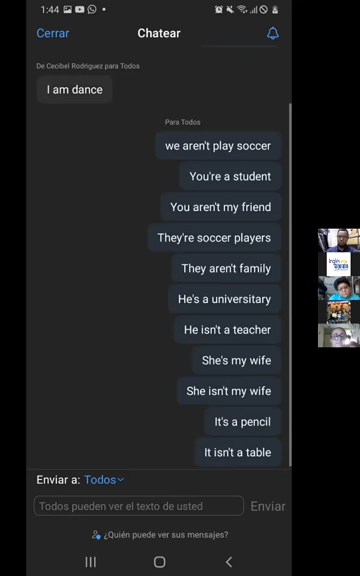 1:44
Cerrar
Chatear
De Cecibel Rodriguez para Todos
I am dance
Para Todos
we aren't play soccer
You're a student
You aren't my friend
They're soccer players
They aren't family
He's a universitary
He isn't a teacher
She's my wife
She isn't my wife
It's a pencil
It isn't a table
Enviar a: Todos
Todos pueden ver el texto de usted
Enviar
¿Quién puede ver sus mensajes?